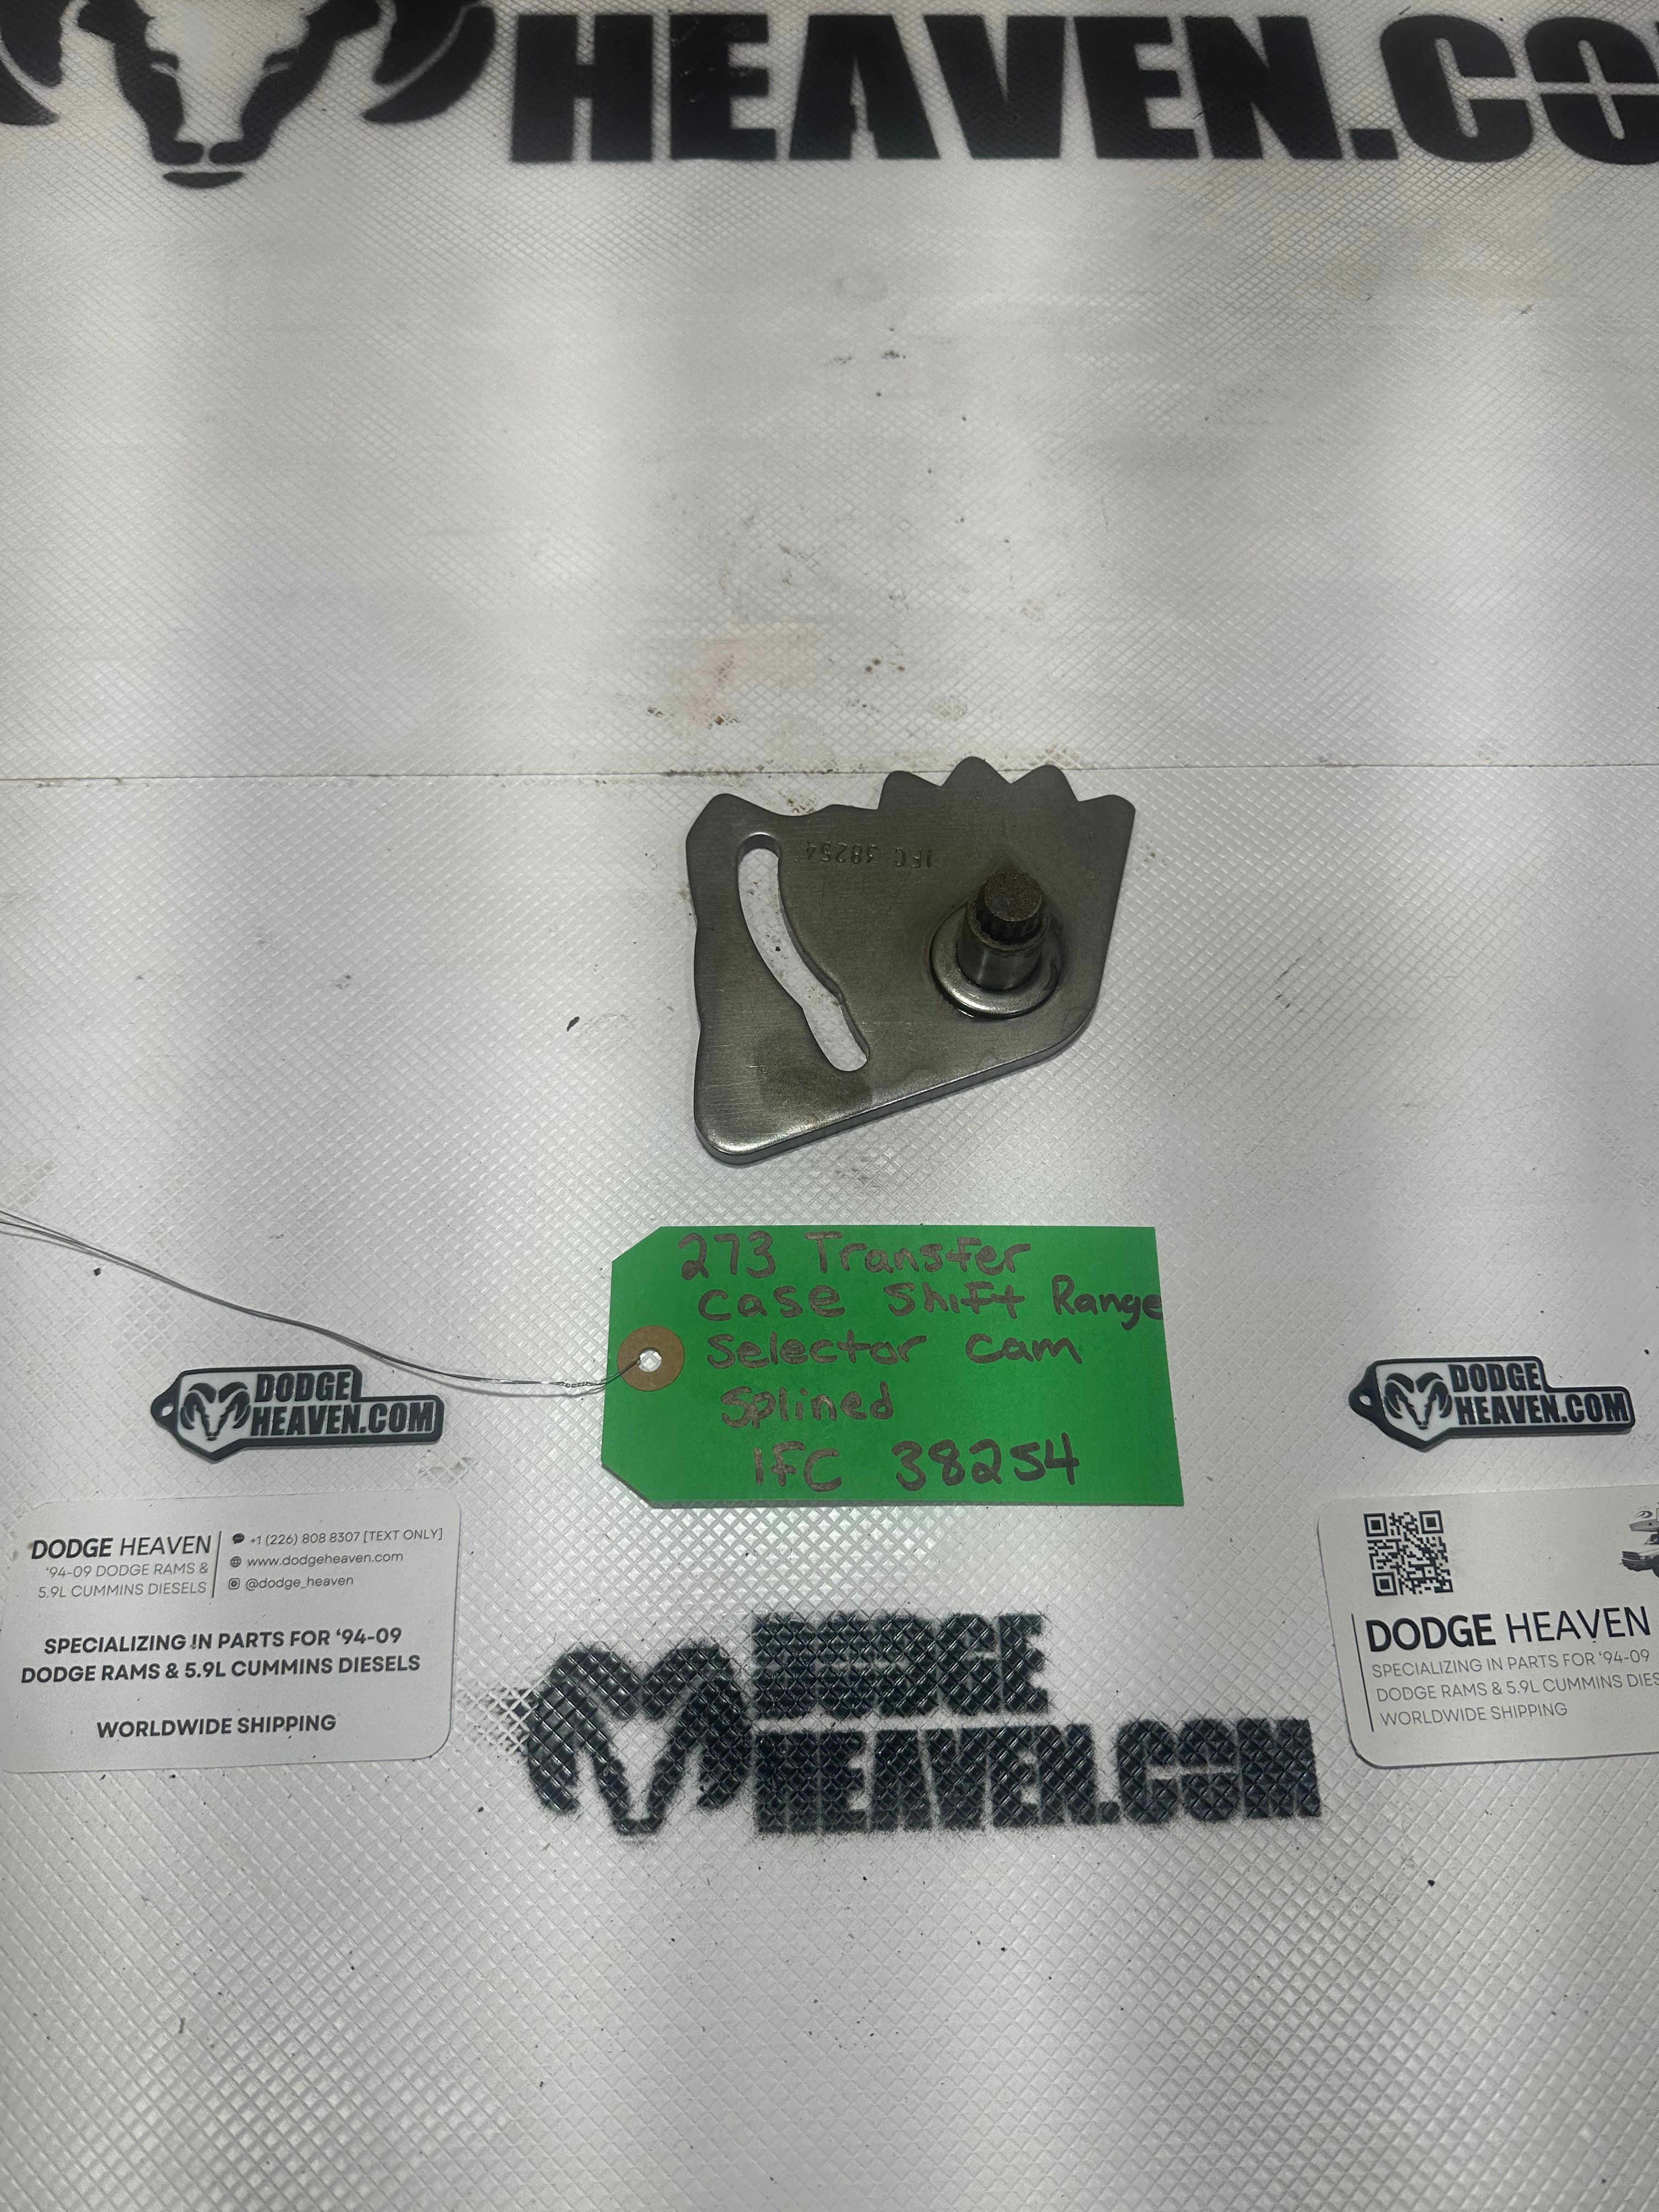 HEAVEN.CO
1FC 38254
273 Transfer
Case Shift Range
Selector Cam
Splined
1FC 38254
DODGE
HEAVEN.COM
DODGE
HEAVEN.COM
DODGE HEAVEN
'94-09 DODGE RAMS &
5.9L CUMMINS DIESELS
+1 (226) 808 8307 [TEXT ONLY]
www.dodgeheaven.com
@dodge_heaven
SPECIALIZING IN PARTS FOR '94-09
DODGE RAMS & 5.9L CUMMINS DIESELS
WORLDWIDE SHIPPING
DODGE HEAVEN
SPECIALIZING IN PARTS FOR '94-09
DODGE RAMS & 5.9L CUMMINS DIES
WORLDWIDE SHIPPING
DODGE
HEAVEN.COM